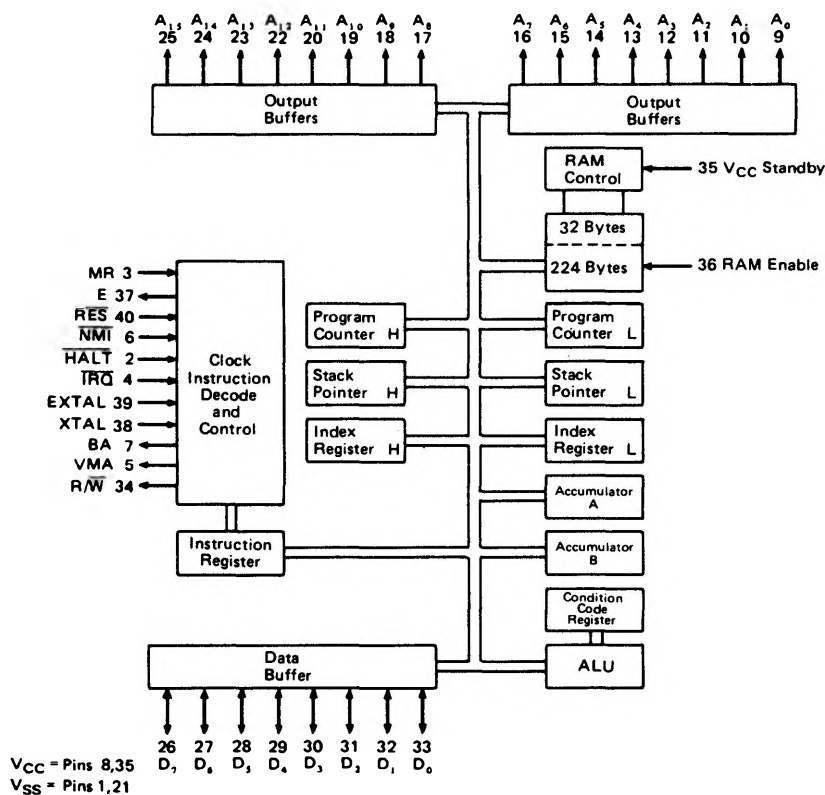 A₁₅ A₁₄ A₁₃ A₁₂ A₁₁ A₁₀ A₉ A₈ A₇ A₆ A₅ A₄ A₃ A₂ A₁ A₀
25 24 23 22 20 19 18 17 16 15 14 13 12 11 10 9
Output
Buffers
Output
Buffers
RAM
Control
35 VCC Standby
32 Bytes
224 Bytes
36 RAM Enable
MR 3
E 37
R̅E̅S̅ 40
N̅M̅I̅ 6
H̅A̅L̅T̅ 2
I̅R̅Q̅ 4
EXTAL 39
XTAL 38
BA 7
VMA 5
R/W̅ 34
Clock
Instruction
Decode
and
Control
Program
Counter H
Program
Counter L
Stack
Pointer H
Stack
Pointer L
Index
Register H
Index
Register L
Accumulator
A
Instruction
Register
Accumulator
B
Condition
Code
Register
Data
Buffer
ALU
26 27 28 29 30 31 32 33
D₇ D₆ D₅ D₄ D₃ D₂ D₁ D₀
VCC = Pins 8,35
VSS = Pins 1,21